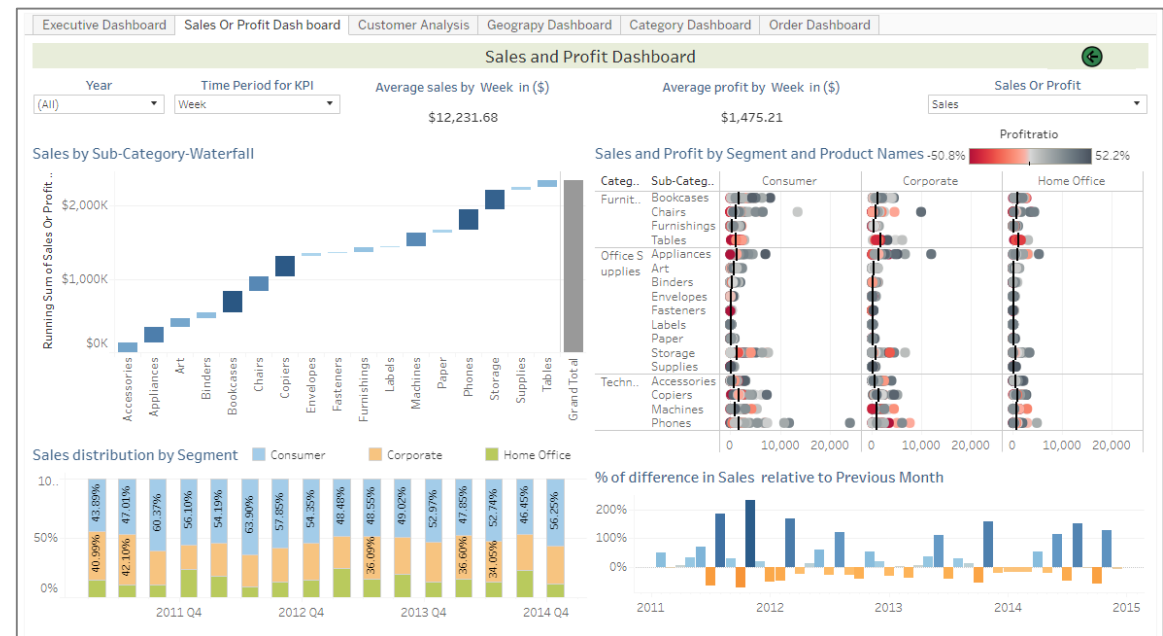 Executive Dashboard
Sales Or Profit Dash board
Customer Analysis
Geograpy Dashboard
Category Dashboard
Order Dashboard
Sales and Profit Dashboard
Year
(All)
Time Period for KPI
Week
Average sales by Week in ($)
$12,231.68
Average profit by Week in ($)
$1,475.21
Sales Or Profit
Sales
Profitratio
-50.8%
52.2%
Sales by Sub-Category-Waterfall
Running Sum of Sales Or Profit ..
$2,000K
$1,000K
$0K
Accessories
Appliances
Art
Binders
Bookcases
Chairs
Copiers
Envelopes
Fasteners
Furnishings
Labels
Machines
Paper
Phones
Storage
Supplies
Tables
Grand Total
Sales and Profit by Segment and Product Names
Categ..
Sub-Categ..
Consumer
Corporate
Home Office
Furnit..
Bookcases
Chairs
Furnishings
Tables
Office S
upplies
Appliances
Art
Binders
Envelopes
Fasteners
Labels
Paper
Storage
Supplies
Techn..
Accessories
Copiers
Machines
Phones
0
10,000
20,000
0
10,000
20,000
0
10,000
20,000
Sales distribution by Segment
Consumer
Corporate
Home Office
10..
50%
0%
43.89%
47.01%
60.37%
56.10%
54.19%
63.90%
57.85%
54.35%
48.48%
48.55%
49.02%
52.97%
47.85%
52.74%
46.45%
56.25%
40.99%
42.10%
36.09%
36.60%
34.05%
2011 Q4
2012 Q4
2013 Q4
2014 Q4
% of difference in Sales relative to Previous Month
200%
100%
0%
2011
2012
2013
2014
2015